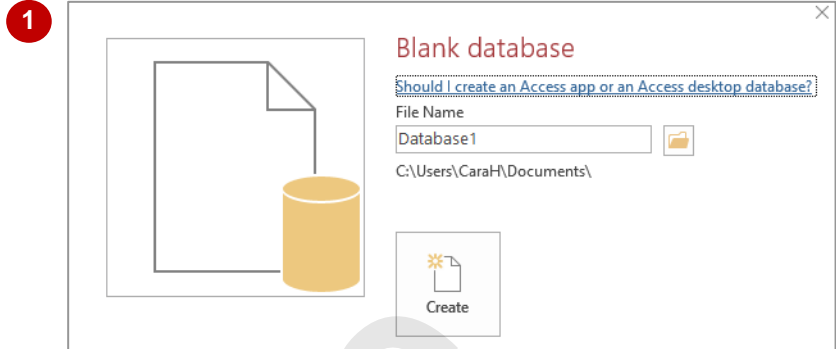 1
Blank database
Should I create an Access app or an Access desktop database?
File Name
Database1
C:\Users\CaraH\Documents\
Create